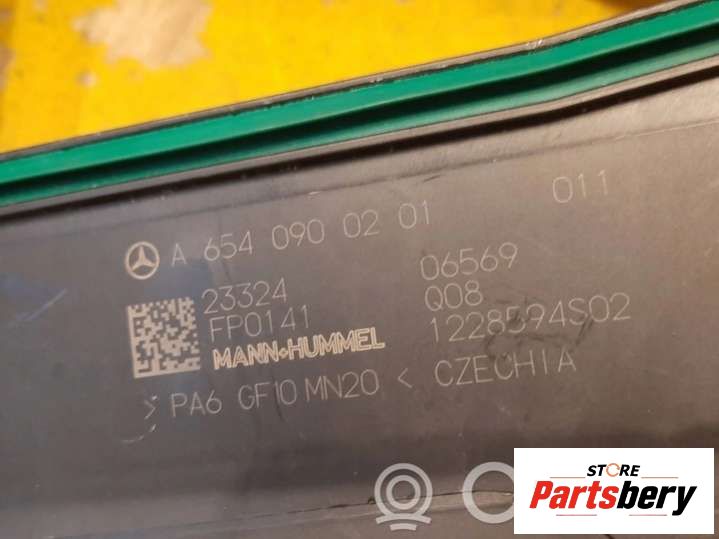 A 654 090 02 01 011
23324 06569
FP0141 Q08
MANN+HUMMEL 1228594S02
> PA6 GF10 MN20 < CZECHIA
STORE
Partsbery